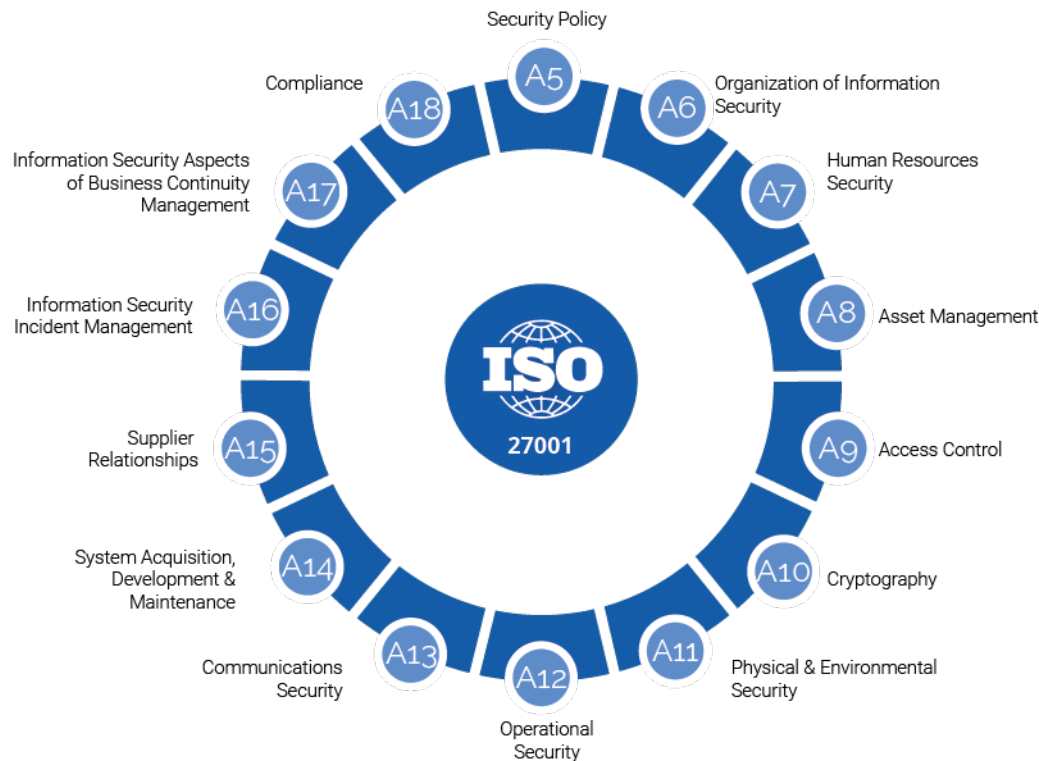 Security Policy
A5
Organization of Information
Security
A6
Human Resources
Security
A7
A8
Asset Management
A9
Access Control
A10
Cryptography
A11
Physical & Environmental
Security
A12
Operational
Security
A13
Communications
Security
A14
System Acquisition,
Development &
Maintenance
A15
Supplier
Relationships
A16
Information Security
Incident Management
A17
Information Security Aspects
of Business Continuity
Management
A18
Compliance
ISO
27001